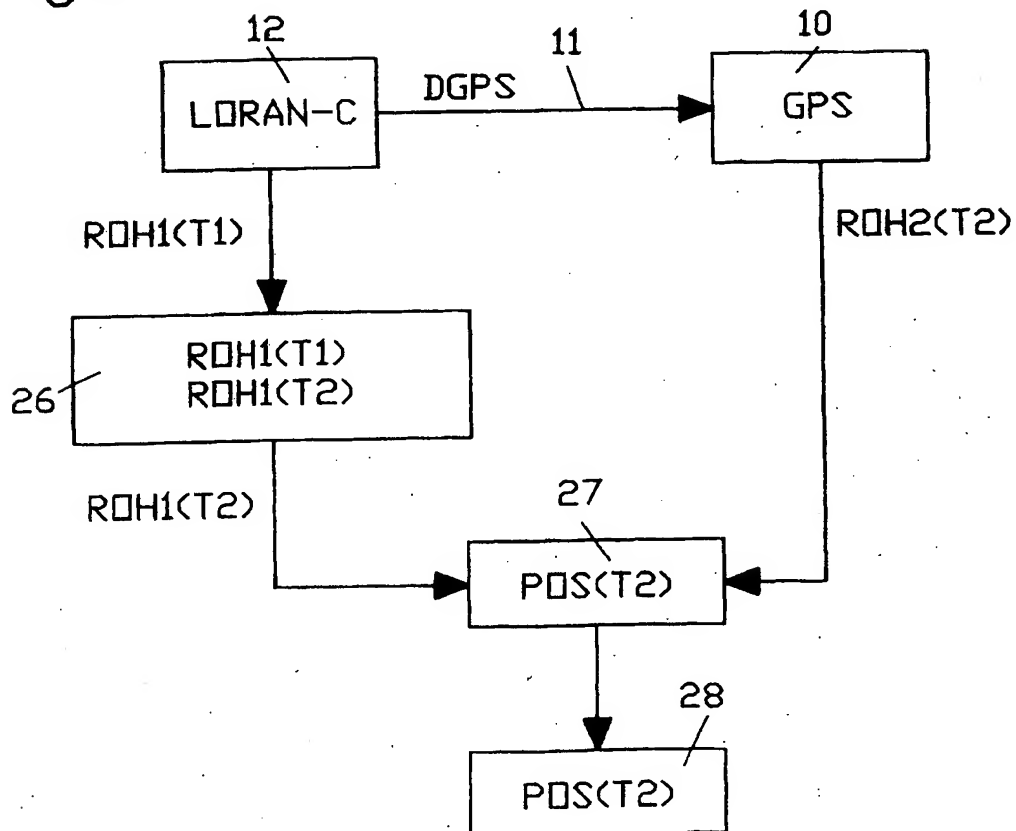 12
10
11
LORAN-C
DGPS
GPS
ROH1(T1)
ROH2(T2)
ROH1(T1)
ROH1(T2)
26
ROH1(T2)
27
POS(T2)
28
POS(T2)